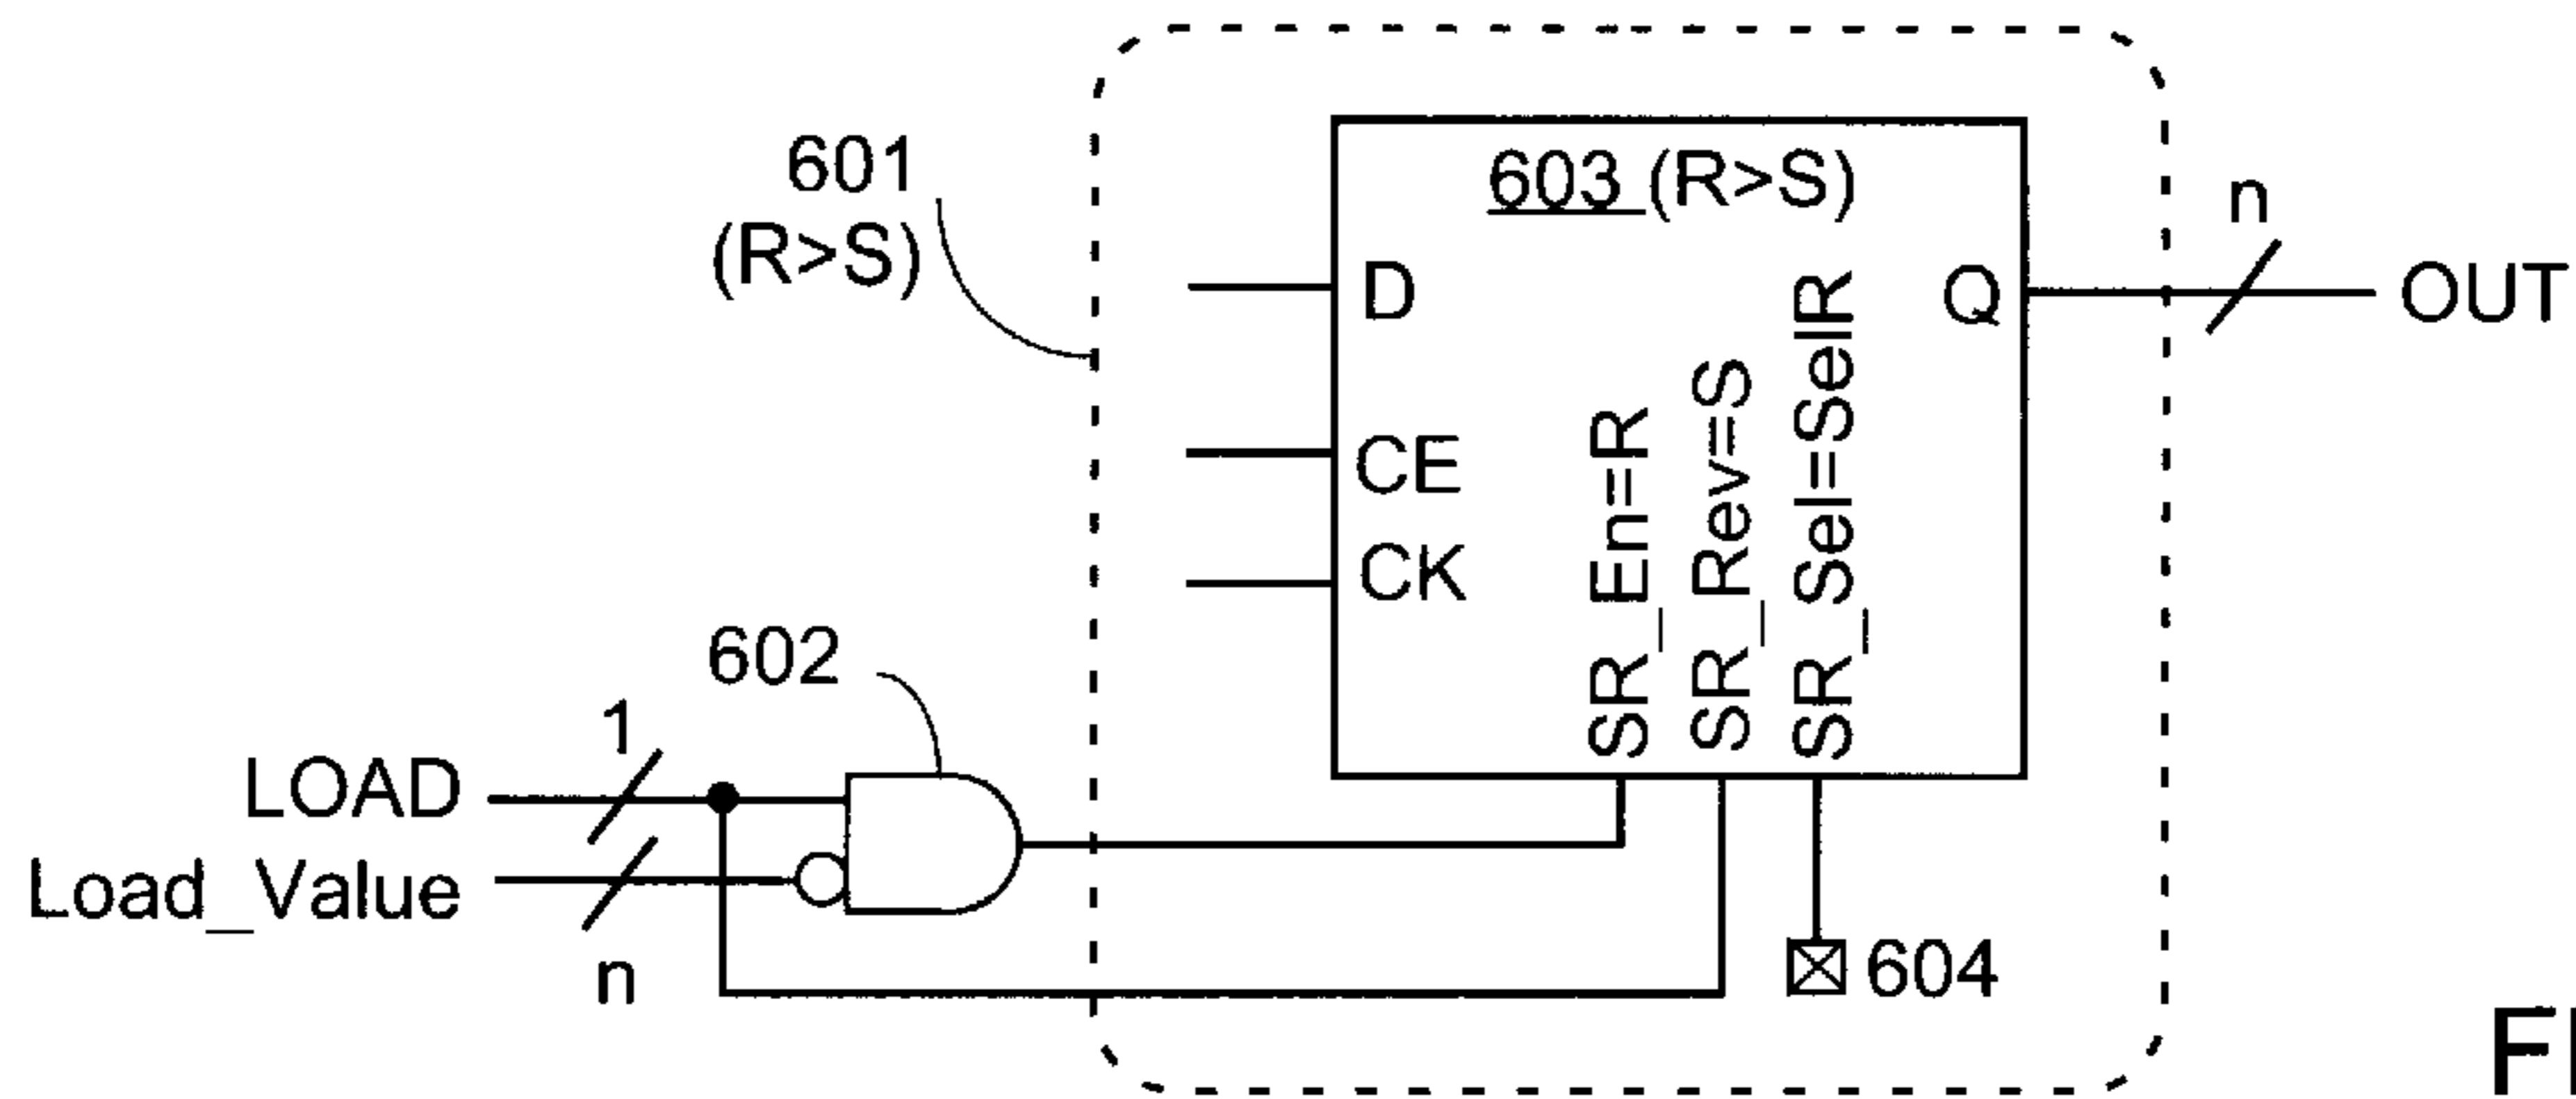 601
(R>S)
603 (R>S)
D
CE
CK
Q
SR_En=R
SR_Rev=S
SR_Sel=SelR
n
OUT
602
1
LOAD
Load_Value
n
604